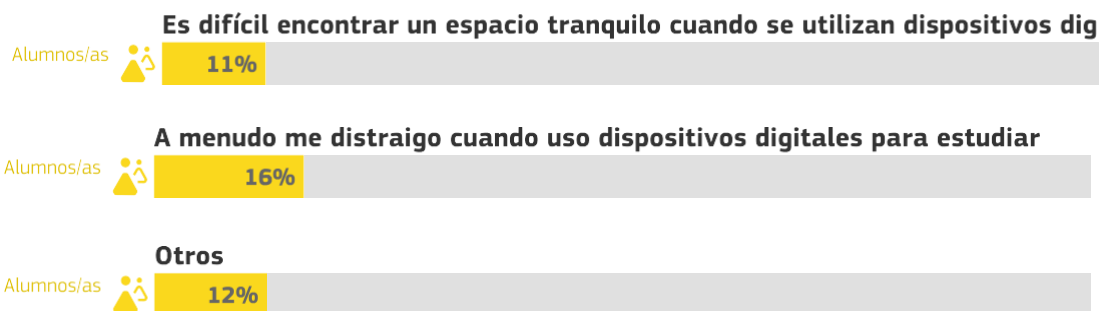 Es difícil encontrar un espacio tranquilo cuando se utilizan dispositivos dig
Alumnos/as
11%
A menudo me distraigo cuando uso dispositivos digitales para estudiar
Alumnos/as
16%
Otros
Alumnos/as
12%